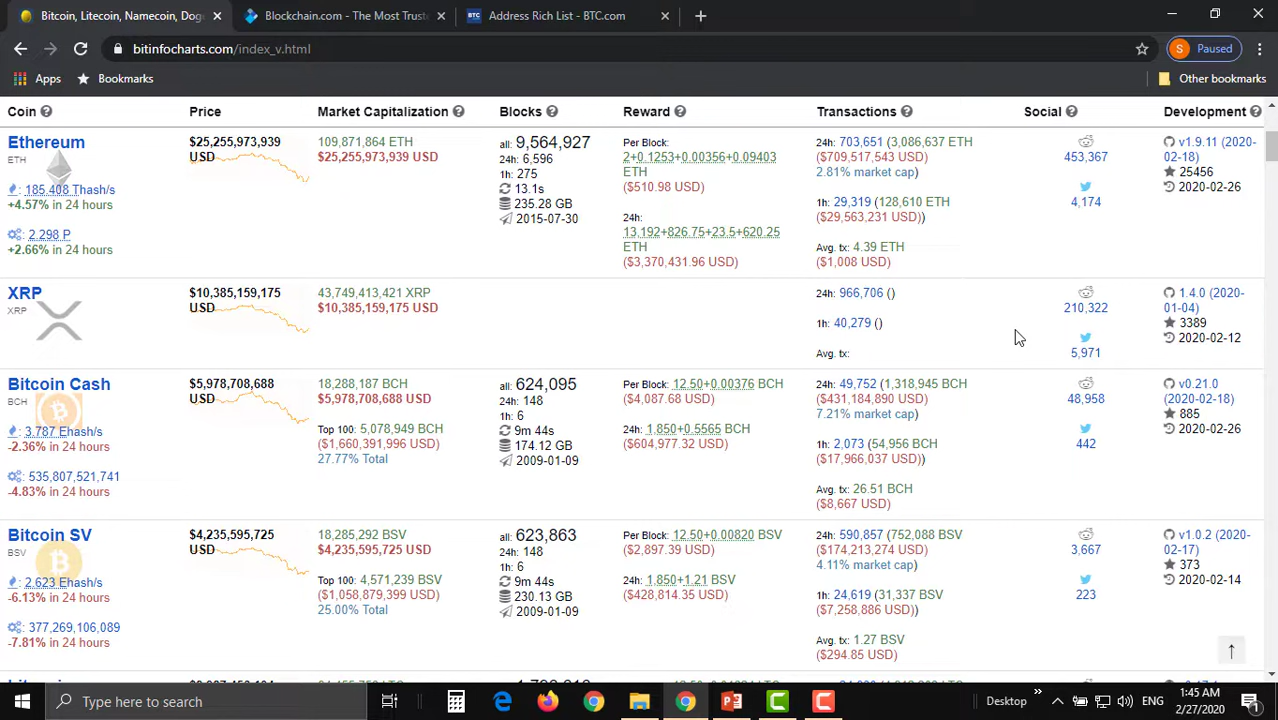 Bitcoin, Litecoin, Namecoin, Dog
Blockchain.com - The Most Truste
Address Rich List - BTC.com
bitinfocharts.com/index_v.html
S Paused
Apps Bookmarks Other bookmarks
Coin Price Market Capitalization Blocks Reward Transactions Social Development
Ethereum
ETH
185.408 Thash/s
+4.57% in 24 hours
2.298 P
+2.66% in 24 hours
$25,255,973,939
USD
109,871,864 ETH
$25,255,973,939 USD
all: 9,564,927
24h: 6,596
1h: 275
13.1s
235.28 GB
2015-07-30
Per Block:
2+0.1253+0.00356+0.09403
ETH
($510.98 USD)
24h:
13,192+826.75+23.5+620.25
ETH
($3,370,431.96 USD)
24h: 703,651 (3,086,637 ETH
($709,517,543 USD)
2.81% market cap)
1h: 29,319 (128,610 ETH
($29,563,231 USD))
Avg. tx: 4.39 ETH
($1,008 USD)
453,367
4,174
v1.9.11 (2020-
02-18)
25456
2020-02-26
XRP
XRP
$10,385,159,175
USD
43,749,413,421 XRP
$10,385,159,175 USD
24h: 966,706 ()
1h: 40,279 ()
Avg. tx:
210,322
5,971
1.4.0 (2020-
01-04)
3389
2020-02-12
Bitcoin Cash
BCH
3.787 Ehash/s
-2.36% in 24 hours
535,807,521,741
-4.83% in 24 hours
$5,978,708,688
USD
18,288,187 BCH
$5,978,708,688 USD
Top 100: 5,078,949 BCH
($1,660,391,996 USD)
27.77% Total
all: 624,095
24h: 148
1h: 6
9m 44s
174.12 GB
2009-01-09
Per Block: 12.50+0.00376 BCH
($4,087.68 USD)
24h: 1,850+0.5565 BCH
($604,977.32 USD)
24h: 49,752 (1,318,945 BCH
($431,184,890 USD)
7.21% market cap)
1h: 2,073 (54,956 BCH
($17,966,037 USD))
Avg. tx: 26.51 BCH
($8,667 USD)
48,958
442
v0.21.0
(2020-02-18)
885
2020-02-26
Bitcoin SV
BSV
2.623 Ehash/s
-6.13% in 24 hours
377,269,106,089
-7.81% in 24 hours
$4,235,595,725
USD
18,285,292 BSV
$4,235,595,725 USD
Top 100: 4,571,239 BSV
($1,058,879,399 USD)
25.00% Total
all: 623,863
24h: 148
1h: 6
9m 44s
230.13 GB
2009-01-09
Per Block: 12.50+0.00820 BSV
($2,897.39 USD)
24h: 1,850+1.21 BSV
($428,814.35 USD)
24h: 590,857 (752,088 BSV
($174,213,274 USD)
4.11% market cap)
1h: 24,619 (31,337 BSV
($7,258,886 USD))
Avg. tx: 1.27 BSV
($294.85 USD)
3,667
223
v1.0.2 (2020-
02-17)
373
2020-02-14
Type here to search
Desktop
ENG
1:45 AM
2/27/2020